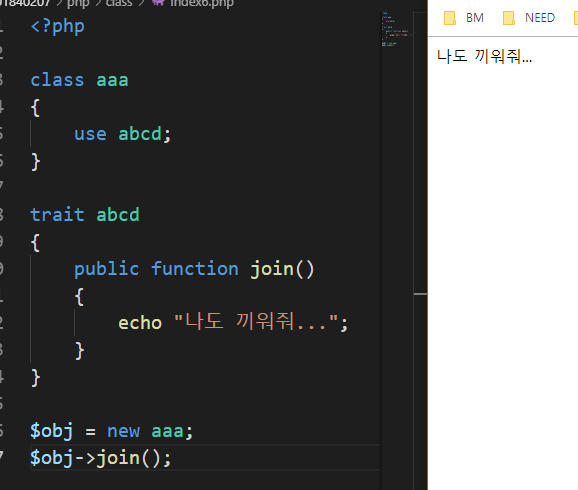 01840207 > php > class > index6.php
BM NEED
<?php
class aaa
{
use abcd;
}
trait abcd
{
public function join()
{
echo "나도 끼워줘...";
}
}
$obj = new aaa;
$obj->join();
나도 끼워줘...